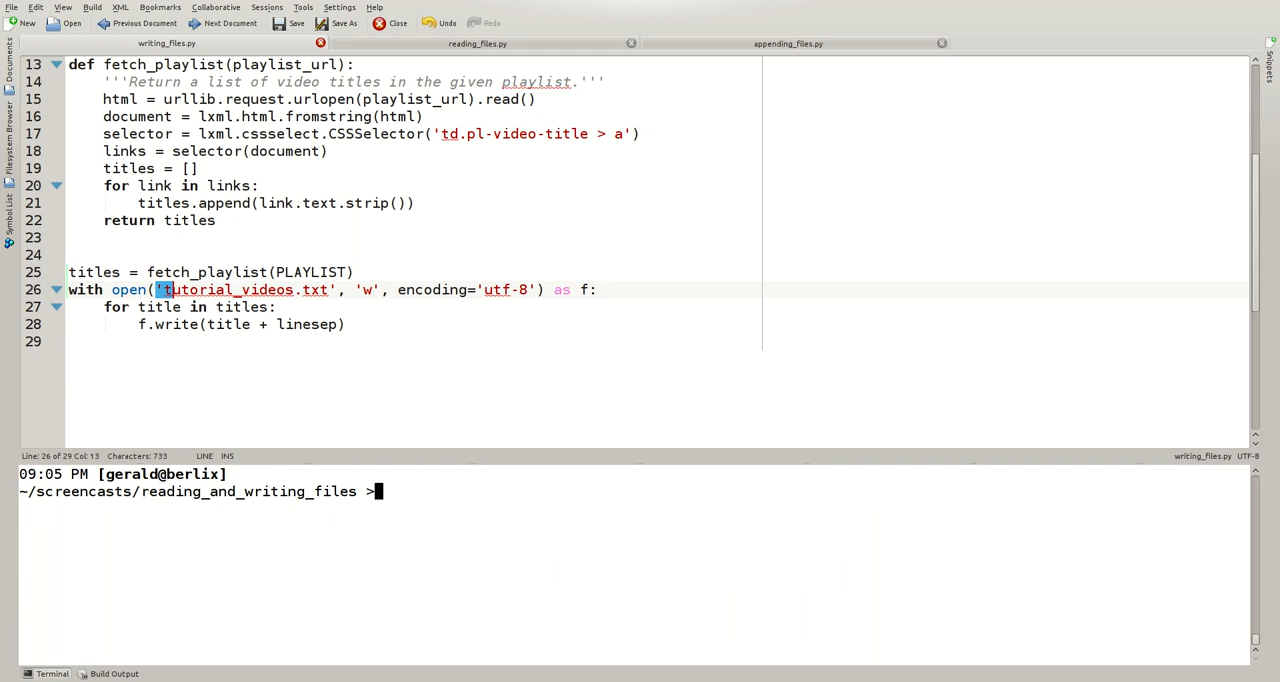 File Edit View Build XML Bookmarks Collaborative Sessions Tools Settings Help
New Open Previous Document Next Document Save Save As Close Undo Redo
writing_files.py reading_files.py appending_files.py
Documents
Filesystem Browser
Symbol List
Snippets
13 def fetch_playlist(playlist_url):
14 '''Return a list of video titles in the given playlist.'''
15 html = urllib.request.urlopen(playlist_url).read()
16 document = lxml.html.fromstring(html)
17 selector = lxml.cssselect.CSSSelector('td.pl-video-title > a')
18 links = selector(document)
19 titles = []
20 for link in links:
21 titles.append(link.text.strip())
22 return titles
23
24
25 titles = fetch_playlist(PLAYLIST)
26 with open('tutorial_videos.txt', 'w', encoding='utf-8') as f:
27 for title in titles:
28 f.write(title + linesep)
29
Line: 26 of 29 Col: 13 Characters: 733 LINE INS writing_files.py UTF-8
09:05 PM [gerald@berlix]
~/screencasts/reading_and_writing_files >
Terminal Build Output